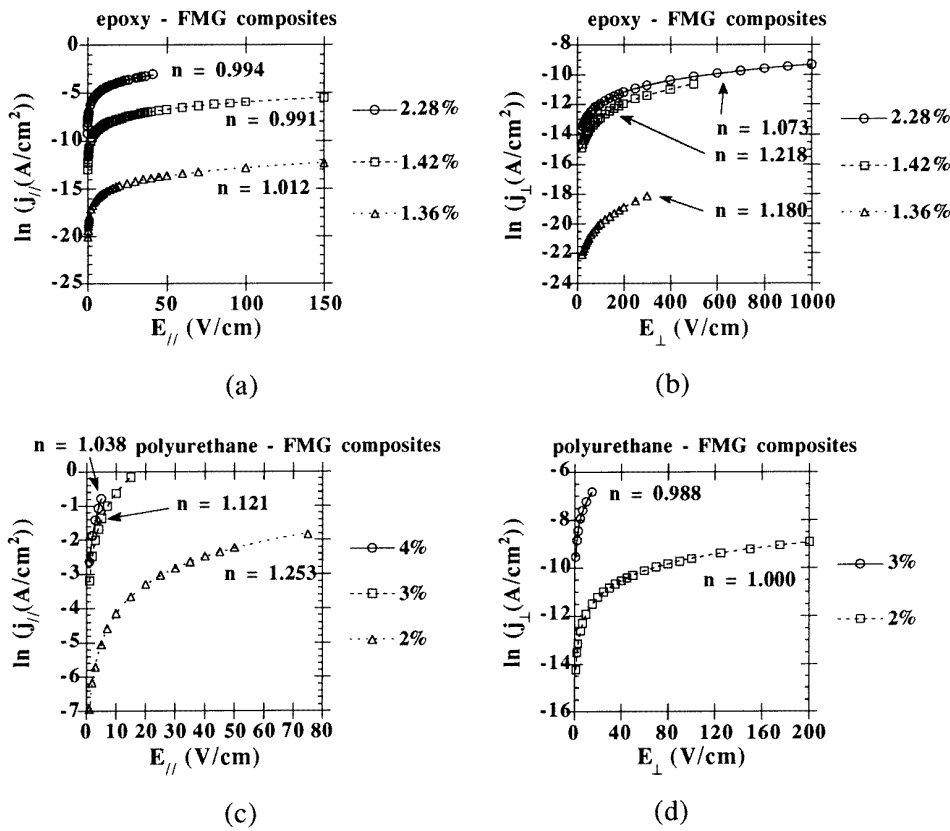 epoxy - FMG composites
ln (j//(A/cm²))
0
-5
-10
-15
-20
-25
n = 0.994
n = 0.991
n = 1.012
0 50 100 150
E// (V/cm)
2.28%
1.42%
1.36%
(a)
epoxy - FMG composites
ln (j⊥(A/cm²))
-8
-10
-12
-14
-16
-18
-20
-22
-24
n = 1.073
n = 1.218
n = 1.180
0 200 400 600 800 1000
E⊥ (V/cm)
2.28%
1.42%
1.36%
(b)
polyurethane - FMG composites
n = 1.038
ln (j//(A/cm²))
0
-1
-2
-3
-4
-5
-6
-7
n = 1.121
n = 1.253
0 10 20 30 40 50 60 70 80
E// (V/cm)
4%
3%
2%
(c)
polyurethane - FMG composites
ln (j⊥(A/cm²))
-6
-8
-10
-12
-14
-16
n = 0.988
n = 1.000
0 40 80 120 160 200
E⊥ (V/cm)
3%
2%
(d)